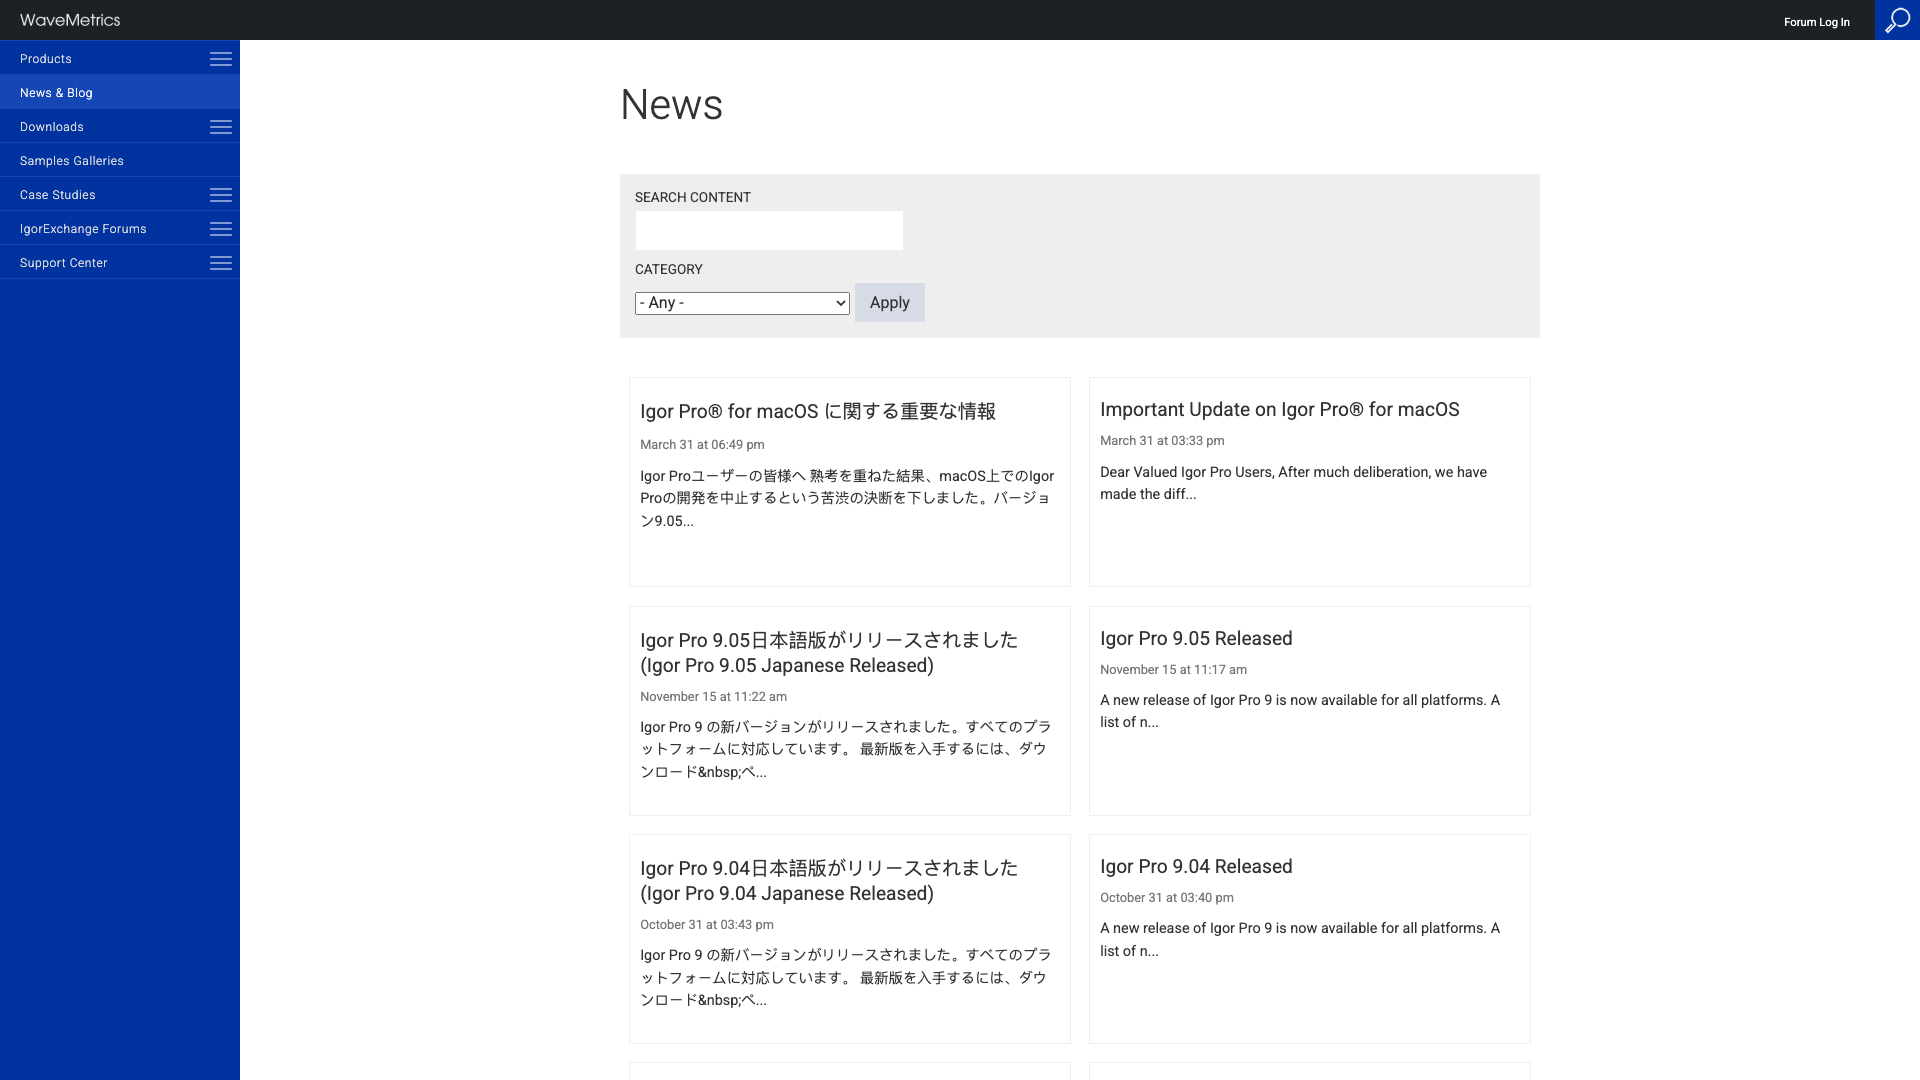 WaveMetrics
Forum Log In
Products
News & Blog
Downloads
Samples Galleries
Case Studies
IgorExchange Forums
Support Center
News
SEARCH CONTENT
CATEGORY
- Any -
Apply
Igor Pro® for macOS に関する重要な情報
March 31 at 06:49 pm
Igor Proユーザーの皆様へ 熟考を重ねた結果、macOS上でのIgor
Proの開発を中止するという苦渋の決断を下しました。バージョ
ン9.05...
Important Update on Igor Pro® for macOS
March 31 at 03:33 pm
Dear Valued Igor Pro Users, After much deliberation, we have
made the diff...
Igor Pro 9.05日本語版がリリースされました
(Igor Pro 9.05 Japanese Released)
November 15 at 11:22 am
Igor Pro 9 の新バージョンがリリースされました。すべてのプラ
ットフォームに対応しています。 最新版を入手するには、ダウ
ンロード&nbsp;ペ...
Igor Pro 9.05 Released
November 15 at 11:17 am
A new release of Igor Pro 9 is now available for all platforms. A
list of n...
Igor Pro 9.04日本語版がリリースされました
(Igor Pro 9.04 Japanese Released)
October 31 at 03:43 pm
Igor Pro 9 の新バージョンがリリースされました。すべてのプラ
ットフォームに対応しています。 最新版を入手するには、ダウ
ンロード&nbsp;ペ...
Igor Pro 9.04 Released
October 31 at 03:40 pm
A new release of Igor Pro 9 is now available for all platforms. A
list of n...